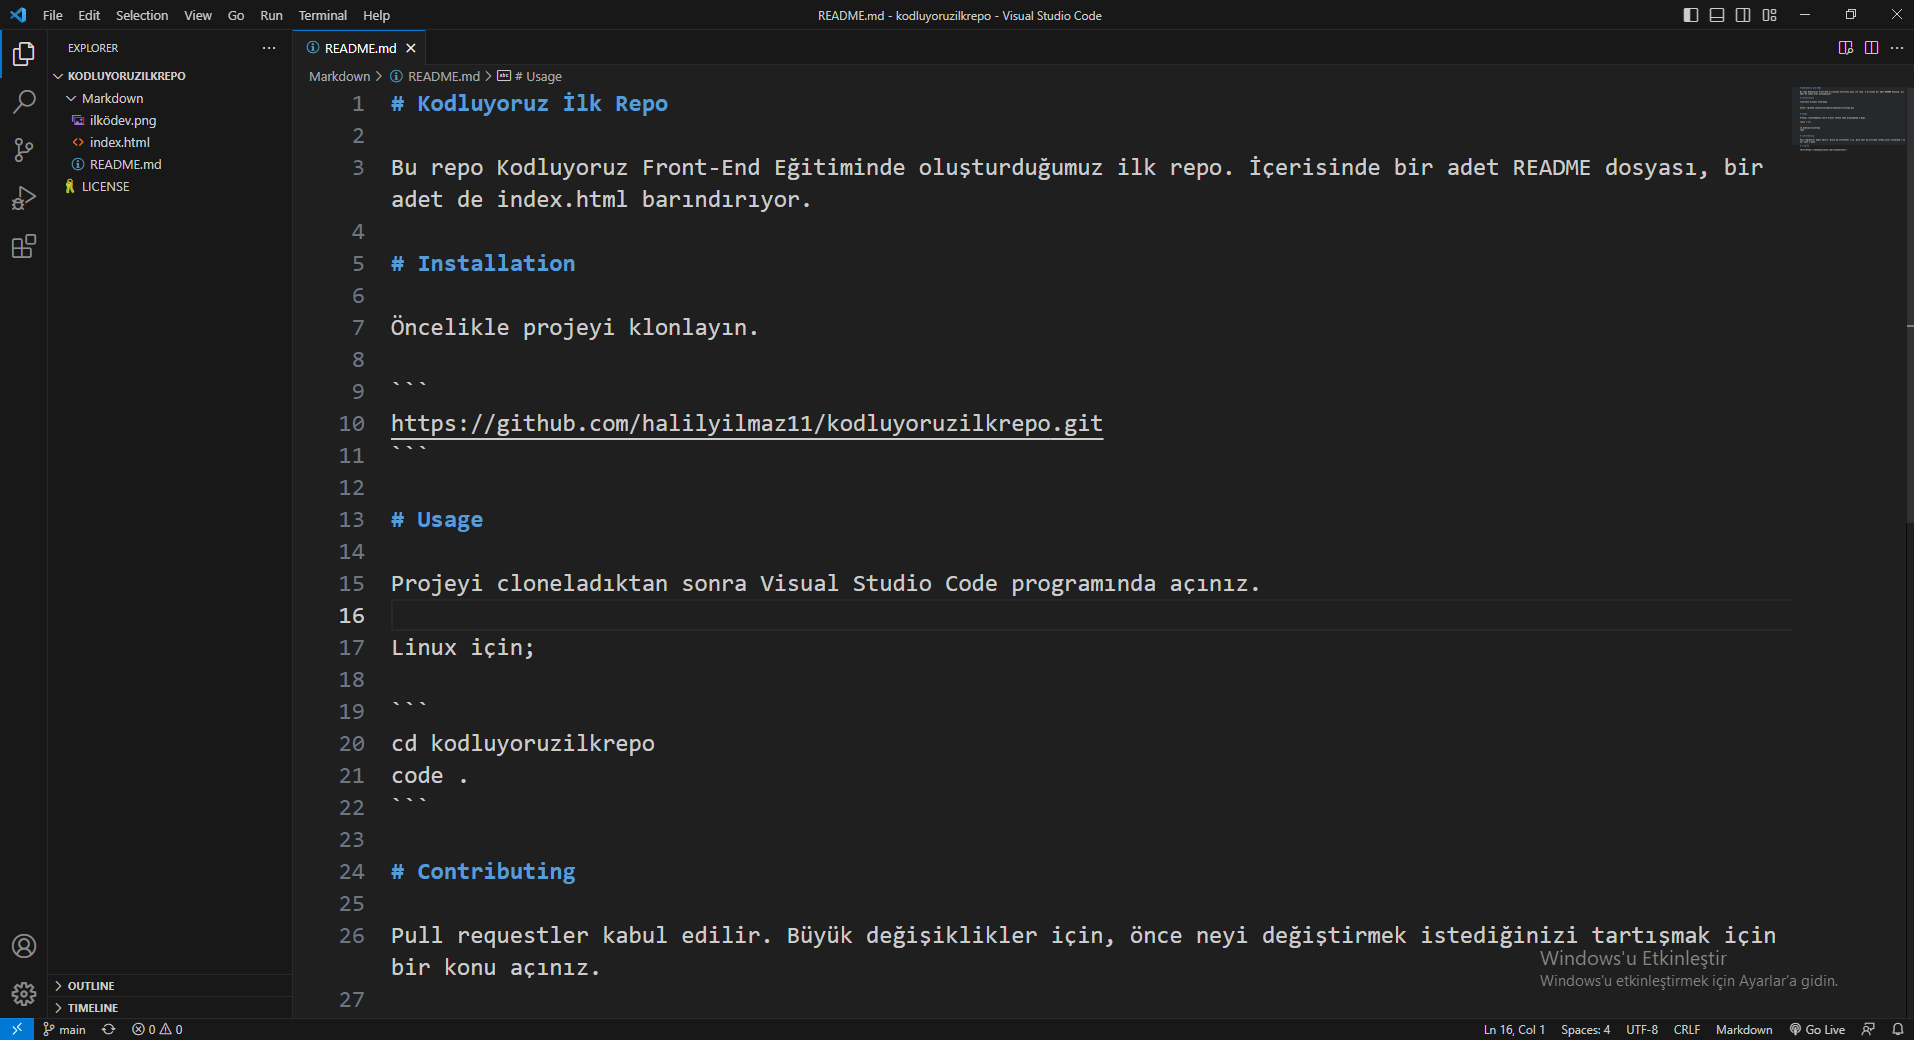 File Edit Selection View Go Run Terminal Help
README.md - kodluyoruzilkrepo - Visual Studio Code
EXPLORER
KODLUYORUZILKREPO
Markdown
ilködev.png
index.html
README.md
LICENSE
OUTLINE
TIMELINE
README.md
Markdown > README.md > # Usage
1 # Kodluyoruz İlk Repo
2
3 Bu repo Kodluyoruz Front-End Eğitiminde oluşturduğumuz ilk repo. İçerisinde bir adet README dosyası, bir
adet de index.html barındırıyor.
4
5 # Installation
6
7 Öncelikle projeyi klonlayın.
8
9 ```
10 https://github.com/halilyilmaz11/kodluyoruzilkrepo.git
11 ```
12
13 # Usage
14
15 Projeyi cloneladıktan sonra Visual Studio Code programında açınız.
16
17 Linux için;
18
19 ```
20 cd kodluyoruzilkrepo
21 code .
22 ```
23
24 # Contributing
25
26 Pull requestler kabul edilir. Büyük değişiklikler için, önce neyi değiştirmek istediğinizi tartışmak için
bir konu açınız.
27
Windows'u Etkinleştir
Windows'u etkinleştirmek için Ayarlar'a gidin.
main 0 0
Ln 16, Col 1 Spaces: 4 UTF-8 CRLF Markdown Go Live